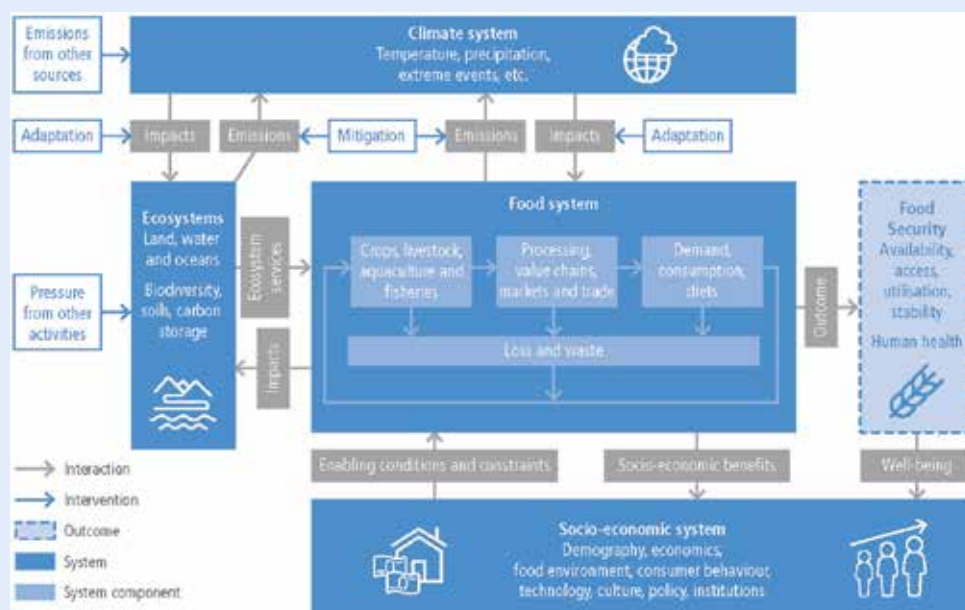 Emissions
from other
sources
Climate system
Temperature, precipitation,
extreme events, etc.
Adaptation
Impacts
Emissions
Mitigation
Emissions
Impacts
Adaptation
Ecosystems
Land, water
and oceans
Biodiversity,
soils, carbon
storage
Pressure
from other
activities
Ecosystem
services
Impacts
Food system
Crops, livestock,
aquaculture and
fisheries
Processing,
value chains,
markets and trade
Demand,
consumption,
diets
Loss and waste
Outcome
Food
Security
Availability,
access,
utilisation,
stability
Human health
Enabling conditions and constraints
Socio-economic benefits
Well-being
Socio-economic system
Demography, economics,
food environment, consumer behaviour,
technology, culture, policy, institutions
Interaction
Intervention
Outcome
System
System component